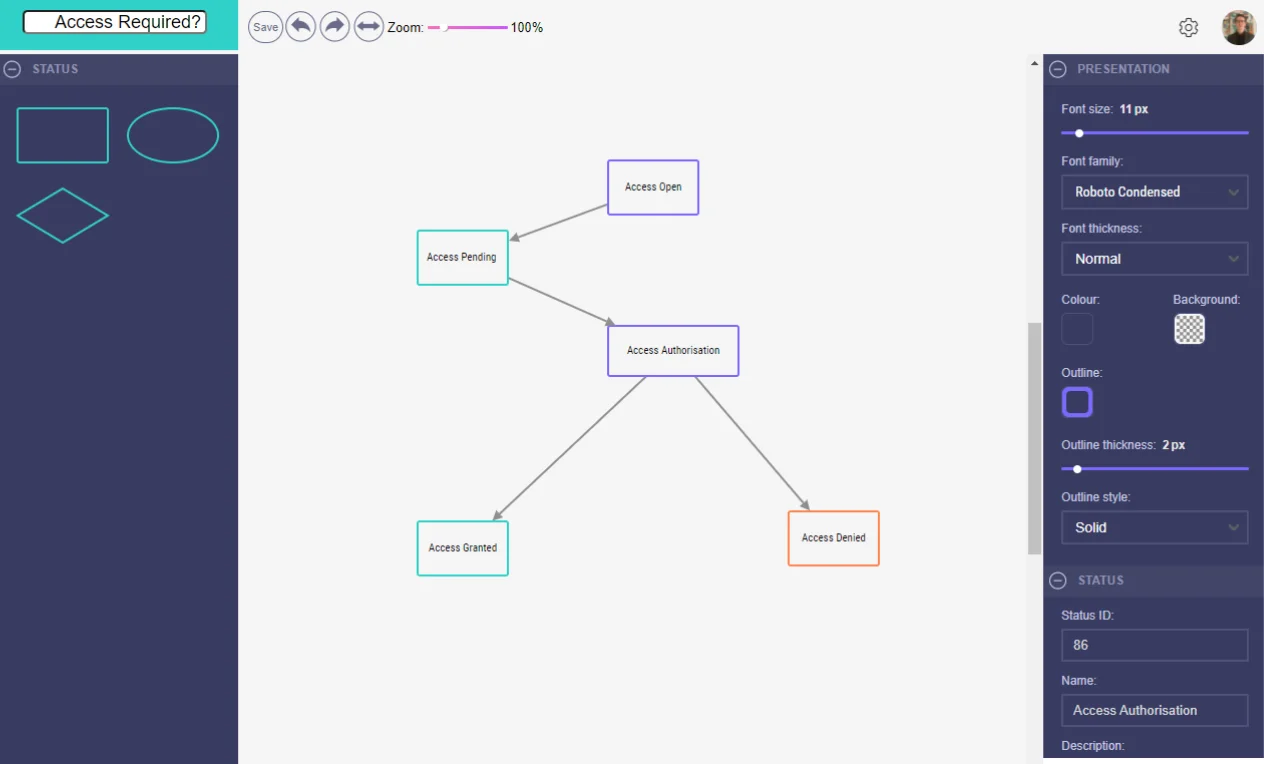 Access Required?
Save
Zoom: 100%
STATUS
Access Open
Access Pending
Access Authorisation
Access Granted
Access Denied
PRESENTATION
Font size: 11 px
Font family:
Roboto Condensed
Font thickness:
Normal
Colour: Background:
Outline:
Outline thickness: 2 px
Outline style:
Solid
STATUS
Status ID:
86
Name:
Access Authorisation
Description: